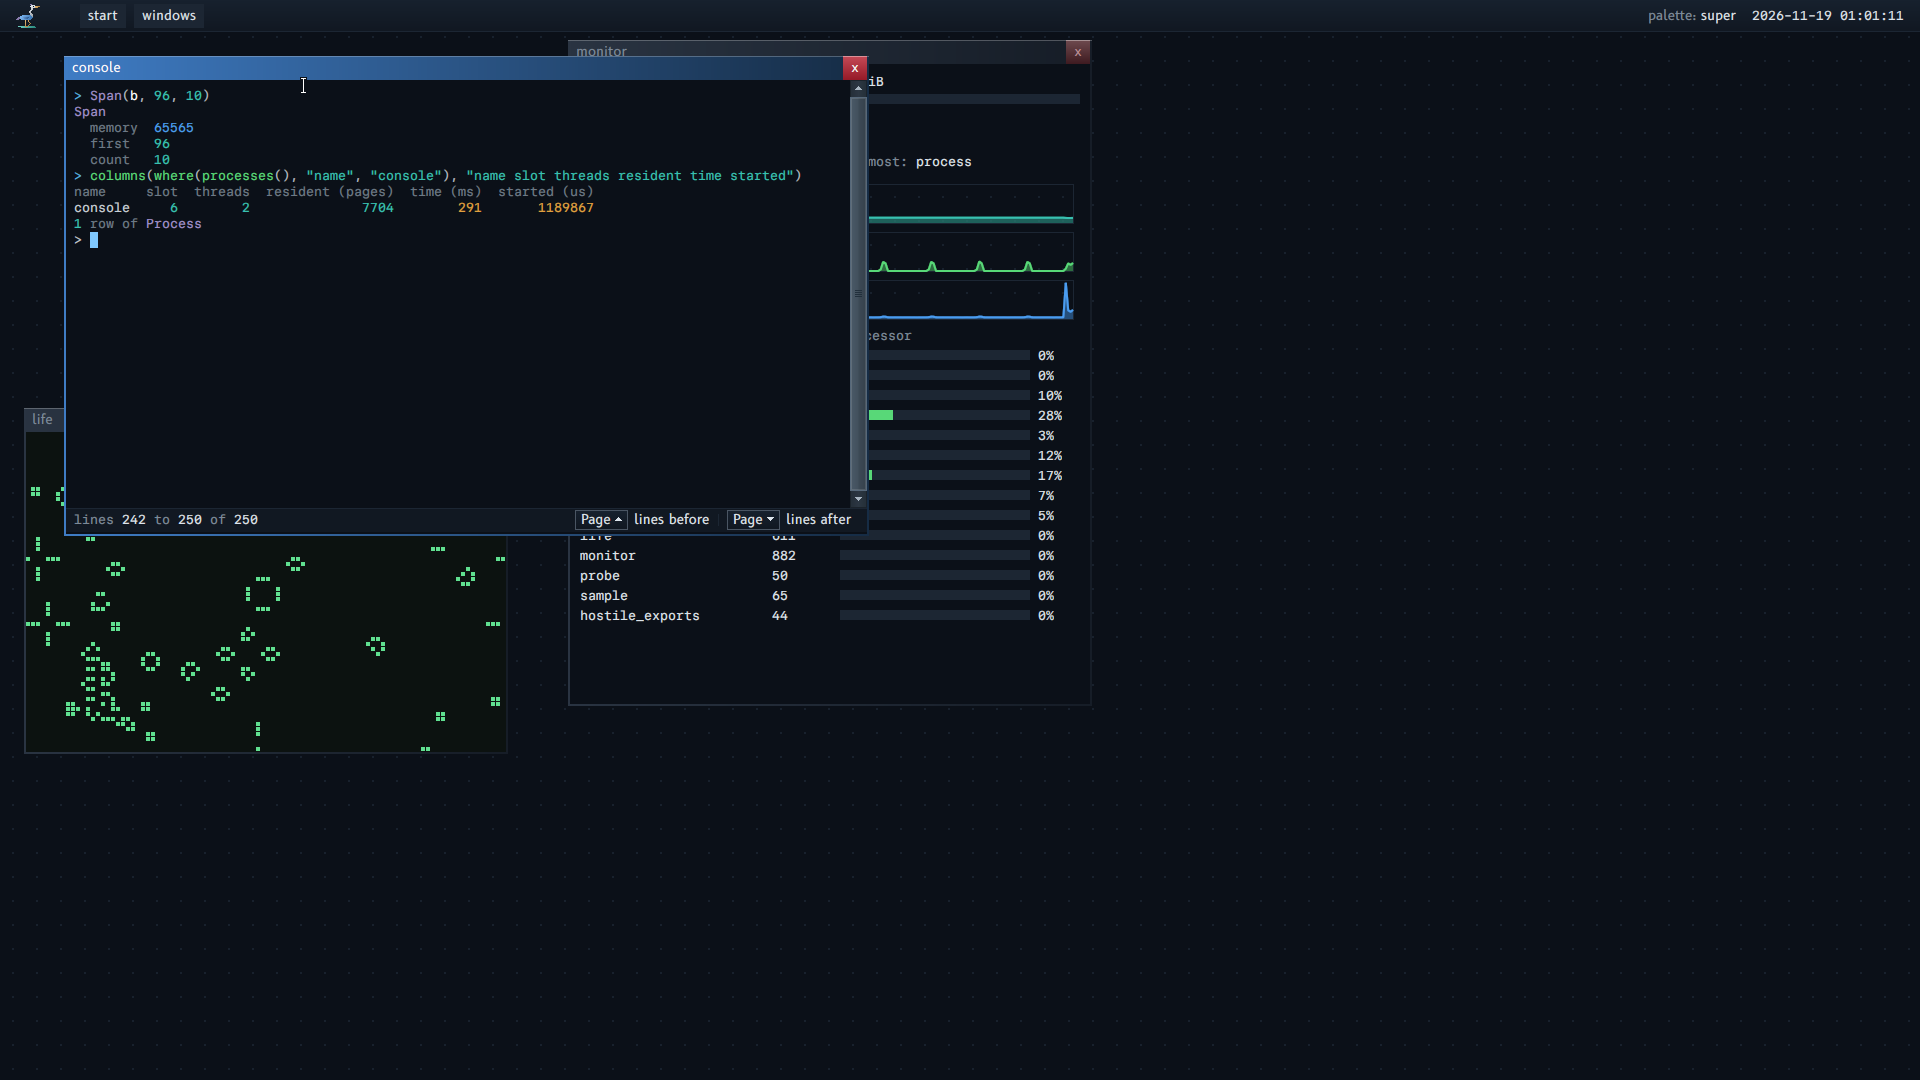 start windows palette: super 2026-11-19 01:01:11
monitor x
console x
iB
> Span(b, 96, 10)
Span
memory 65565
first 96
count 10
> columns(where(processes(), "name", "console"), "name slot threads resident time started")
name slot threads resident (pages) time (ms) started (us)
console 6 2 7704 291 1189867
1 row of Process
>
lines 242 to 250 of 250 Page lines before Page lines after
most: process
cessor
0%
0%
10%
28%
3%
12%
17%
7%
5%
life 0%
monitor 882 0%
probe 50 0%
sample 65 0%
hostile_exports 44 0%
life